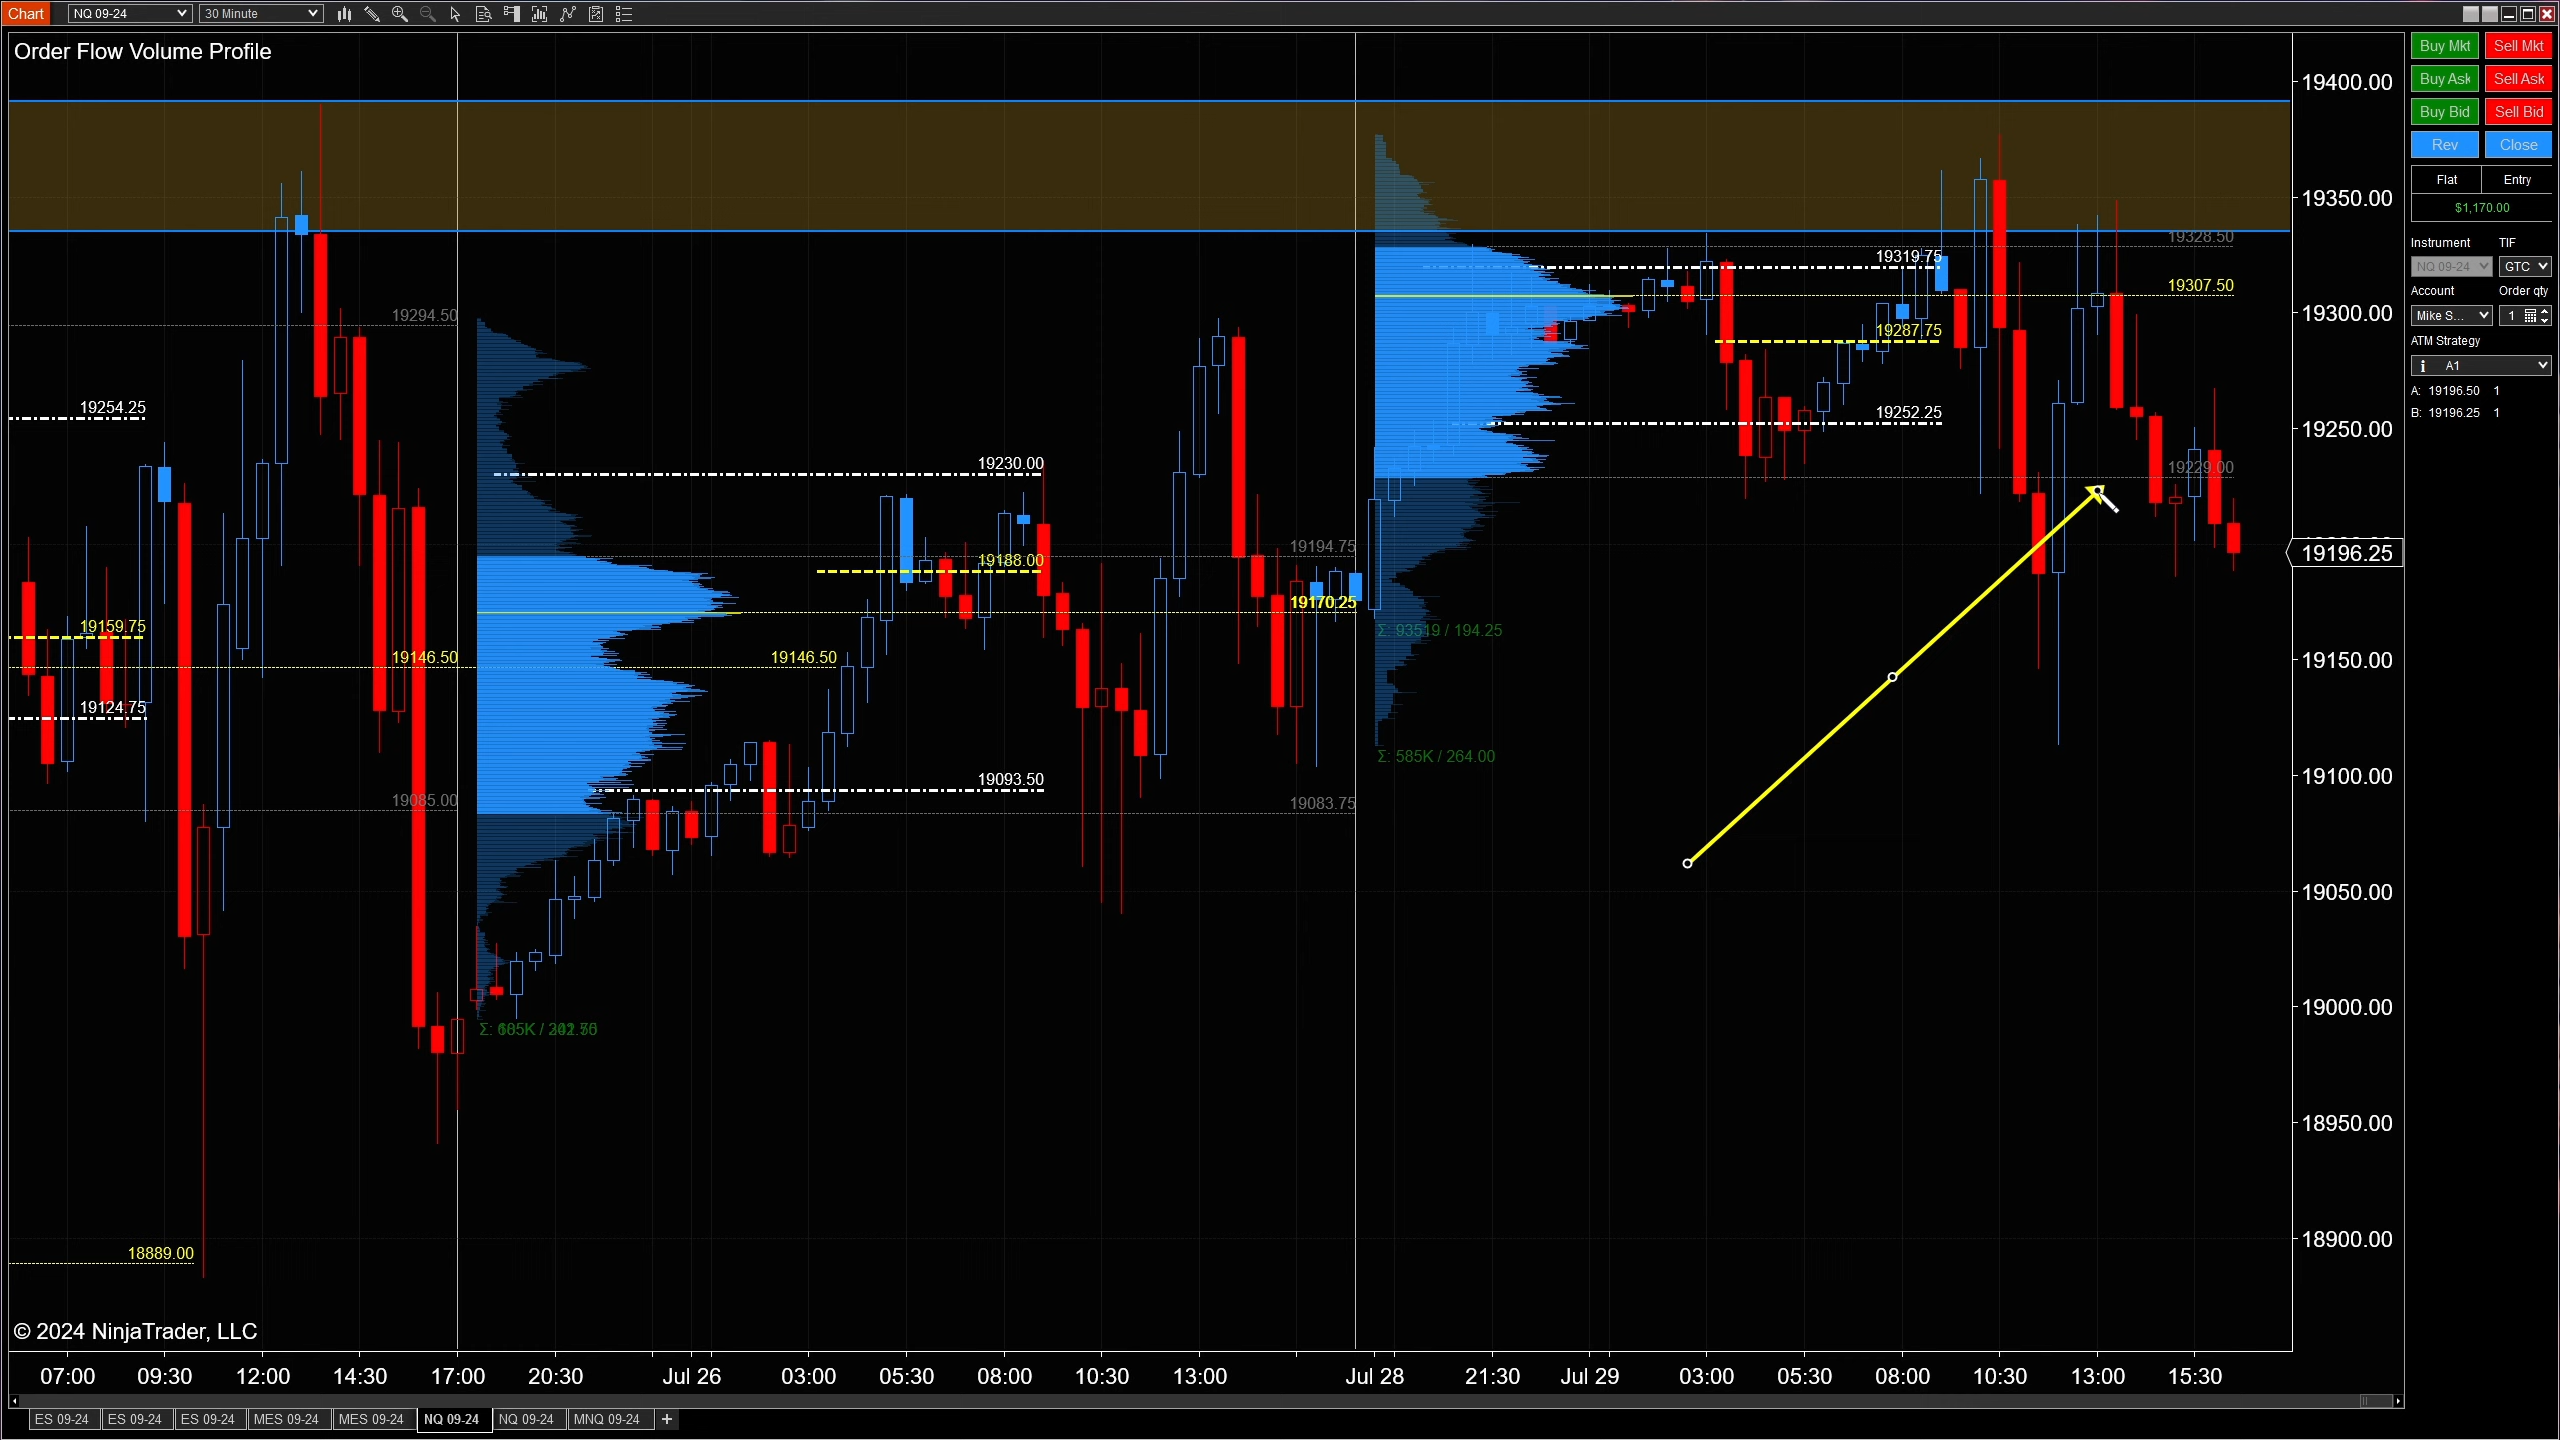 Chart NQ 09-24 30 Minute
Order Flow Volume Profile
19400.00
19350.00
19300.00
19250.00
19196.25
19150.00
19100.00
19050.00
19000.00
18950.00
18900.00
19254.25
19159.75
19124.75
18889.00
19294.50
19146.50
19085.00
19230.00
19188.00
19146.50
19093.50
19194.75
19170.25
19083.75
Σ: 93519 / 194.25
Σ: 585K / 264.00
19319.75
19287.75
19252.25
19328.50
19307.50
19229.00
© 2024 NinjaTrader, LLC
07:00 09:30 12:00 14:30 17:00 20:30 Jul 26 03:00 05:30 08:00 10:30 13:00 Jul 28 21:30 Jul 29 03:00 05:30 08:00 10:30 13:00 15:30
ES 09-24 ES 09-24 ES 09-24 MES 09-24 MES 09-24 NQ 09-24 NQ 09-24 MNQ 09-24 +
Buy Mkt Sell Mkt
Buy Ask Sell Ask
Buy Bid Sell Bid
Rev Close
Flat Entry
$1,170.00
Instrument TIF
NQ 09-24 GTC
Account Order qty
Mike S... 1
ATM Strategy
i A1
A: 19196.50 1
B: 19196.25 1